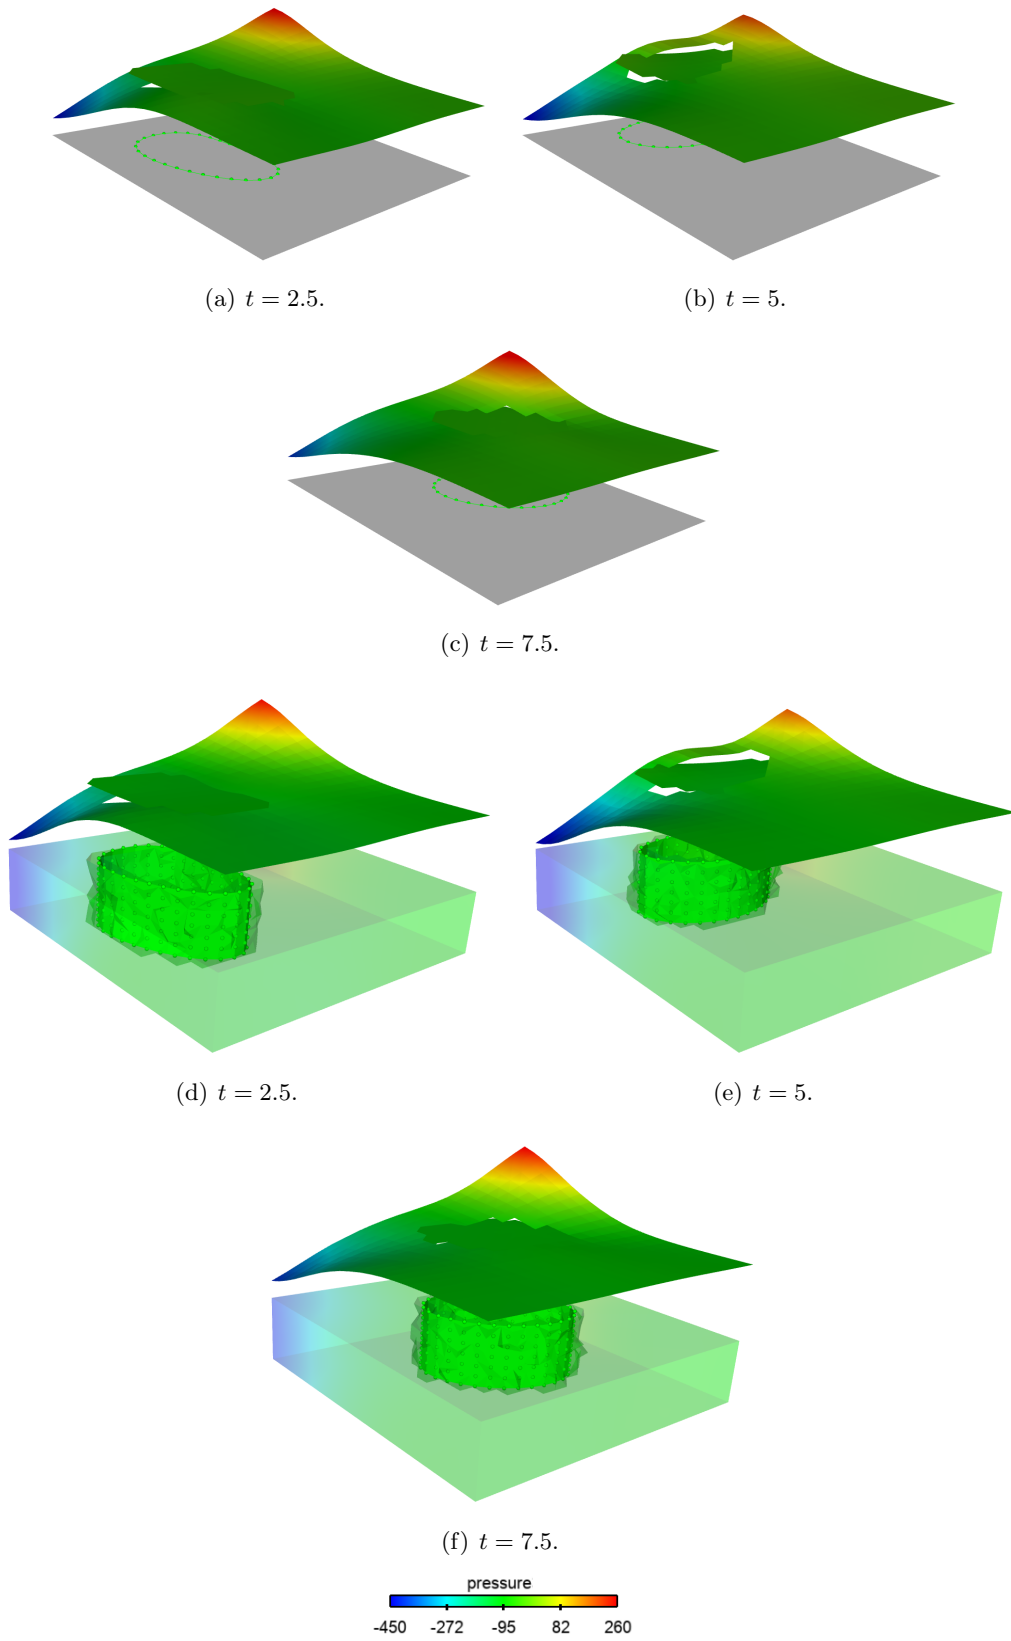 (a) t = 2.5.
(b) t = 5.
(c) t = 7.5.
(d) t = 2.5.
(e) t = 5.
(f) t = 7.5.
pressure
-450 -272 -95 82 260